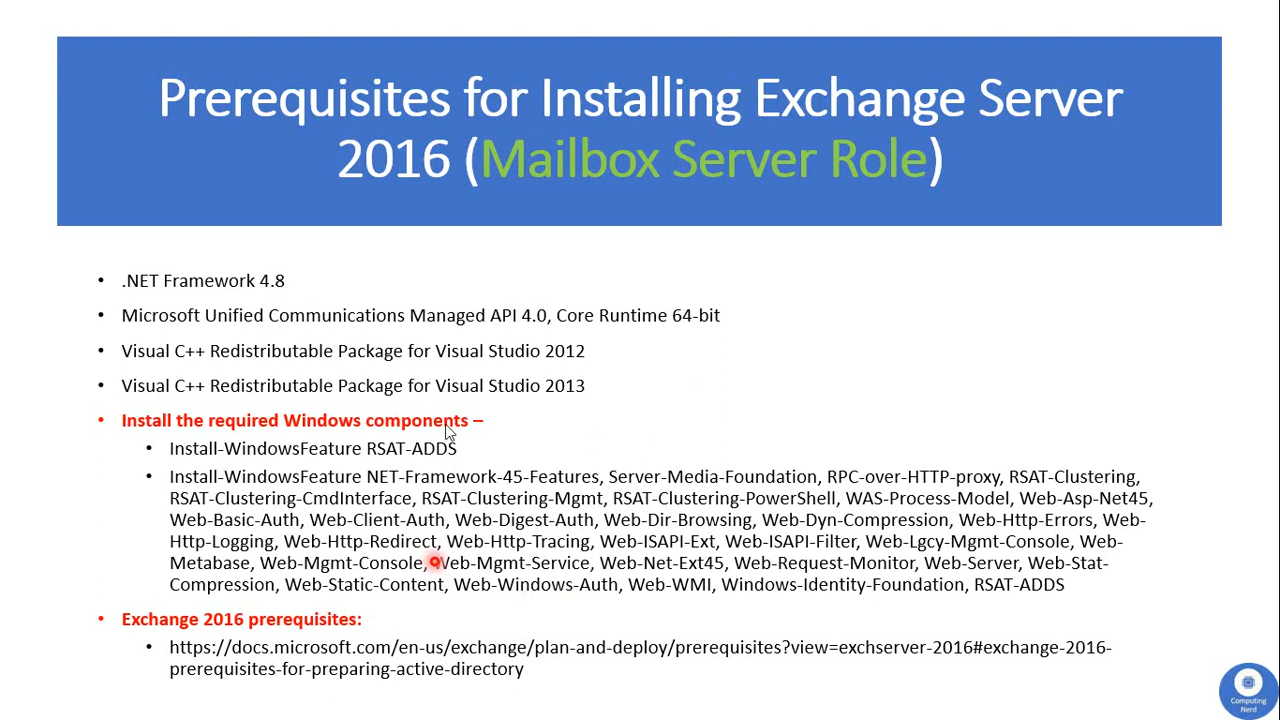 Prerequisites for Installing Exchange Server
2016 (Mailbox Server Role)
• .NET Framework 4.8
• Microsoft Unified Communications Managed API 4.0, Core Runtime 64-bit
• Visual C++ Redistributable Package for Visual Studio 2012
• Visual C++ Redistributable Package for Visual Studio 2013
• Install the required Windows components –
• Install-WindowsFeature RSAT-ADDS
• Install-WindowsFeature NET-Framework-45-Features, Server-Media-Foundation, RPC-over-HTTP-proxy, RSAT-Clustering,
RSAT-Clustering-CmdInterface, RSAT-Clustering-Mgmt, RSAT-Clustering-PowerShell, WAS-Process-Model, Web-Asp-Net45,
Web-Basic-Auth, Web-Client-Auth, Web-Digest-Auth, Web-Dir-Browsing, Web-Dyn-Compression, Web-Http-Errors, Web-
Http-Logging, Web-Http-Redirect, Web-Http-Tracing, Web-ISAPI-Ext, Web-ISAPI-Filter, Web-Lgcy-Mgmt-Console, Web-
Metabase, Web-Mgmt-Console, Web-Mgmt-Service, Web-Net-Ext45, Web-Request-Monitor, Web-Server, Web-Stat-
Compression, Web-Static-Content, Web-Windows-Auth, Web-WMI, Windows-Identity-Foundation, RSAT-ADDS
• Exchange 2016 prerequisites:
• https://docs.microsoft.com/en-us/exchange/plan-and-deploy/prerequisites?view=exchserver-2016#exchange-2016-
prerequisites-for-preparing-active-directory
Computing
Nerd